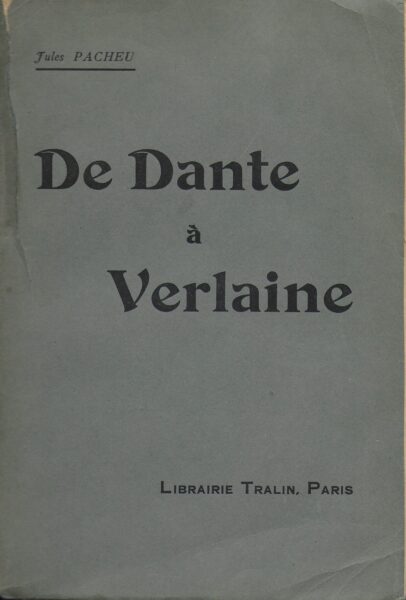 Jules PACHEU
De Dante
à
Verlaine
LIBRAIRIE TRALIN, PARIS